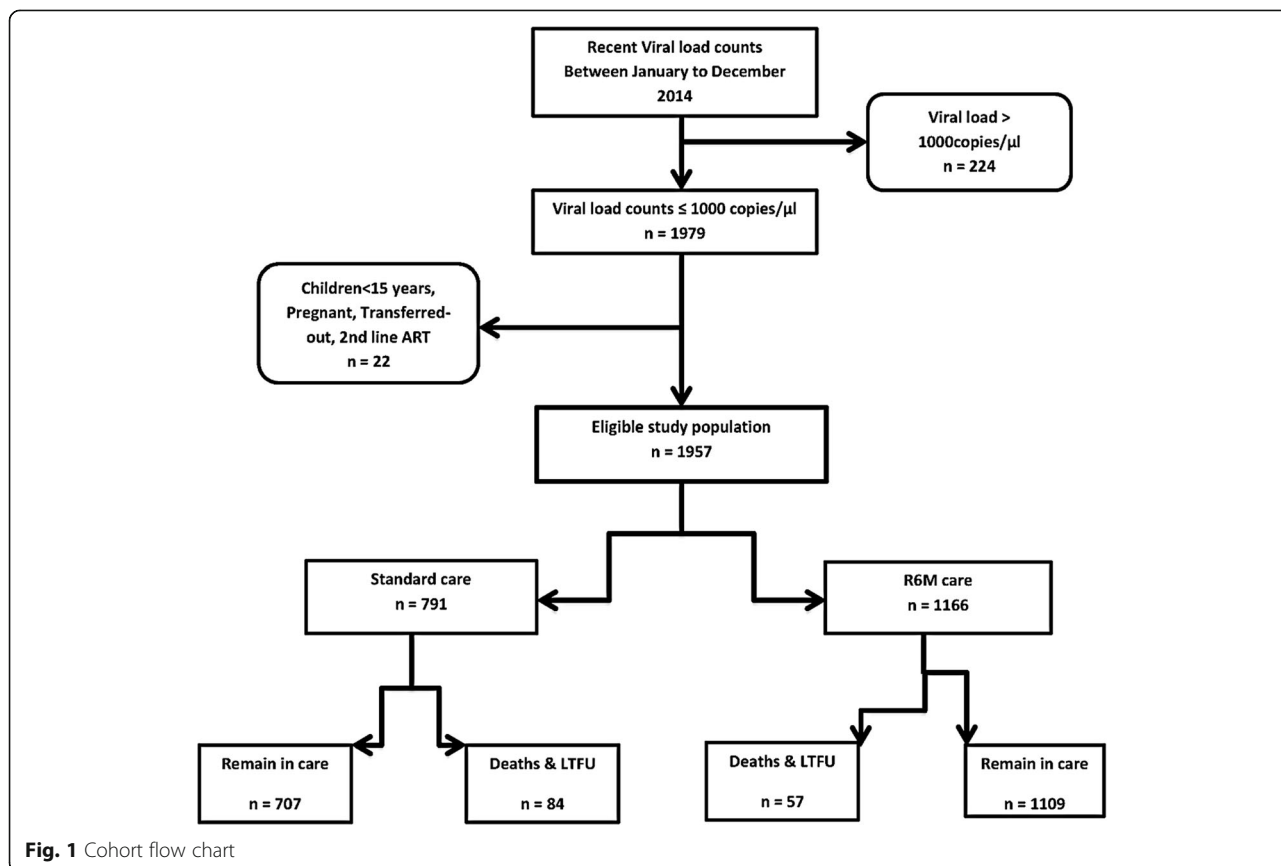 Recent Viral load counts
Between January to December
2014
Viral load >
1000copies/µl
n = 224
Viral load counts ≤ 1000 copies/µl
n = 1979
Children<15 years,
Pregnant, Transferred-
out, 2nd line ART
n = 22
Eligible study population
n = 1957
Standard care
n = 791
R6M care
n = 1166
Remain in care
n = 707
Deaths & LTFU
n = 84
Deaths & LTFU
n = 57
Remain in care
n = 1109
Fig. 1 Cohort flow chart